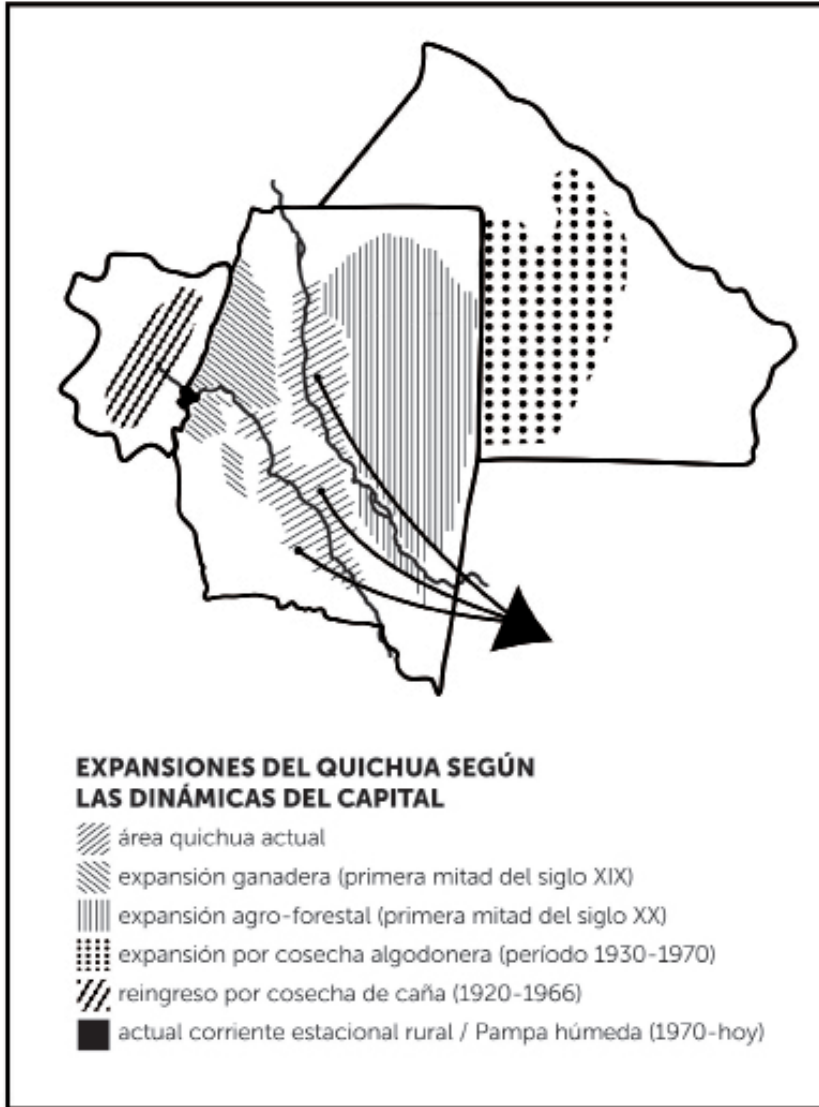 EXPANSIONES DEL QUICHUA SEGÚN
LAS DINÁMICAS DEL CAPITAL
área quichua actual
expansión ganadera (primera mitad del siglo XIX)
expansión agro-forestal (primera mitad del siglo XX)
expansión por cosecha algodonera (período 1930-1970)
reingreso por cosecha de caña (1920-1966)
actual corriente estacional rural / Pampa húmeda (1970-hoy)